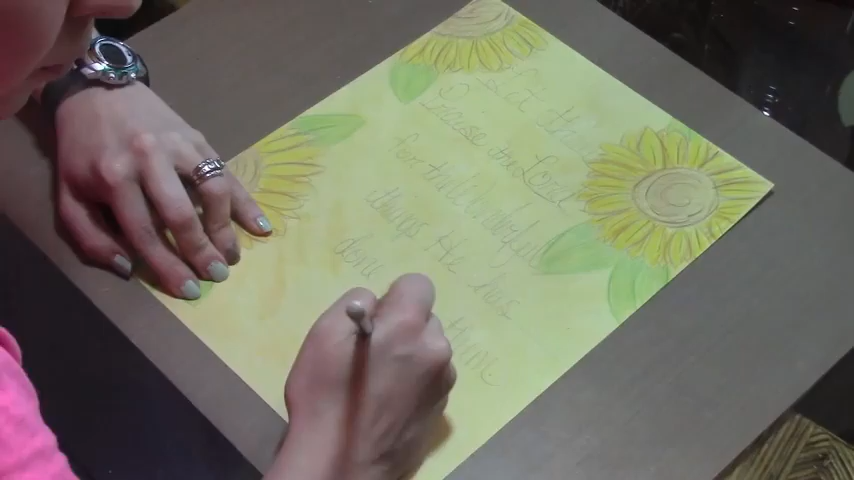 Let them
praise the Lord
for the Wonderful
things He has
done
them.